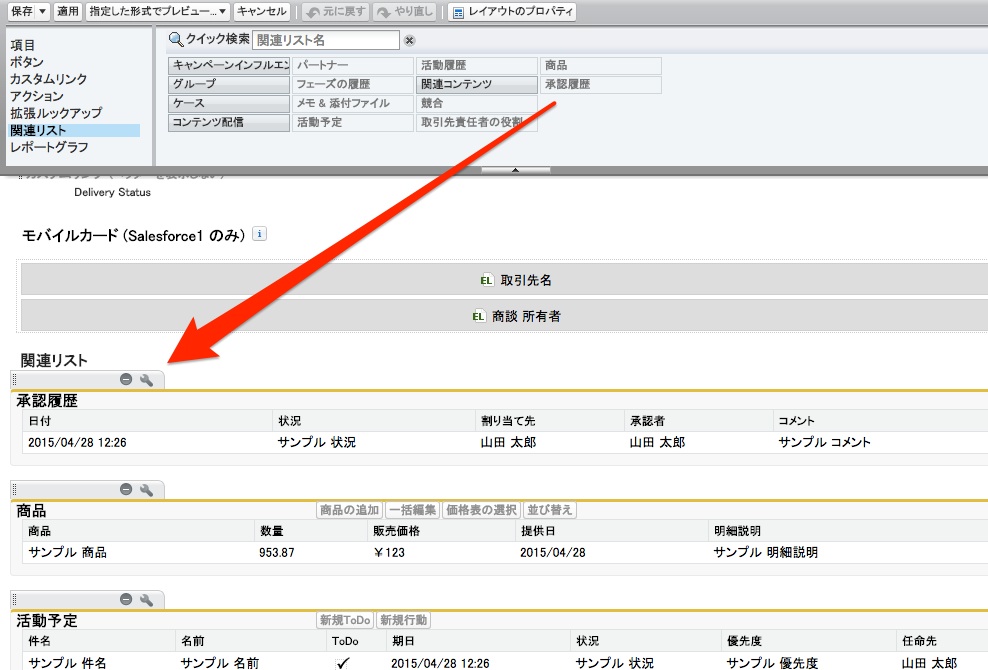 保存 ▼ 適用 指定した形式でプレビュー... ▼ キャンセル 元に戻す やり直し レイアウトのプロパティ
クイック検索 関連リスト名
項目
ボタン
カスタムリンク
アクション
拡張ルックアップ
関連リスト
レポートグラフ
キャンペーンインフルエン パートナー 活動履歴 商品
グループ フェーズの履歴 関連コンテンツ 承認履歴
ケース メモ & 添付ファイル 競合
コンテンツ配信 活動予定 取引先責任者の役割
Delivery Status
モバイルカード (Salesforce1 のみ) i
EL 取引先名
EL 商談 所有者
関連リスト
承認履歴
日付 状況 割り当て先 承認者 コメント
2015/04/28 12:26 サンプル 状況 山田 太郎 山田 太郎 サンプル コメント
商品 商品の追加 一括編集 価格表の選択 並び替え
商品 数量 販売価格 提供日 明細説明
サンプル 商品 953.87 ¥123 2015/04/28 サンプル 明細説明
活動予定 新規ToDo 新規行動
件名 名前 ToDo 期日 状況 優先度 任命先
サンプル 件名 サンプル 名前 ✓ 2015/04/28 12:26 サンプル 状況 サンプル 優先度 山田 太郎